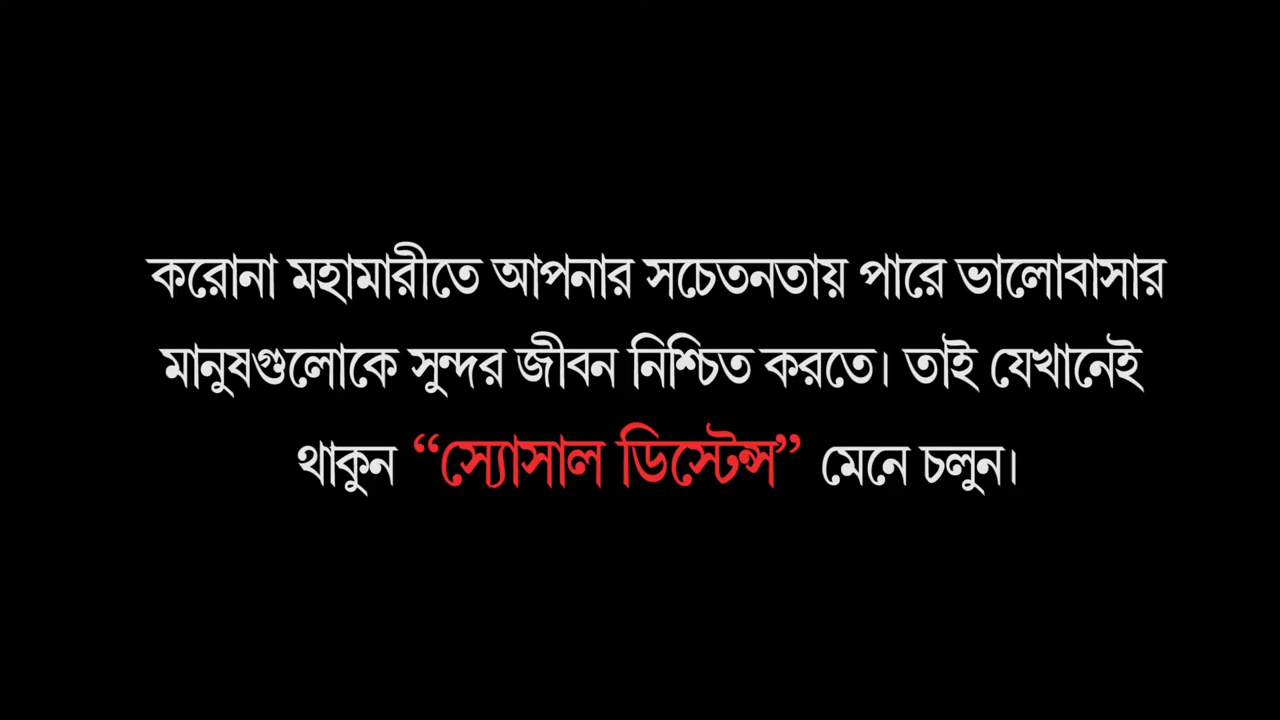 করোনা মহামারীতে আপনার সচেতনতায় পারে ভালোবাসার
মানুষগুলোকে সুন্দর জীবন নিশ্চিত করতে। তাই যেখানেই
থাকুন “স্যোসাল ডিস্টেন্স” মেনে চলুন।